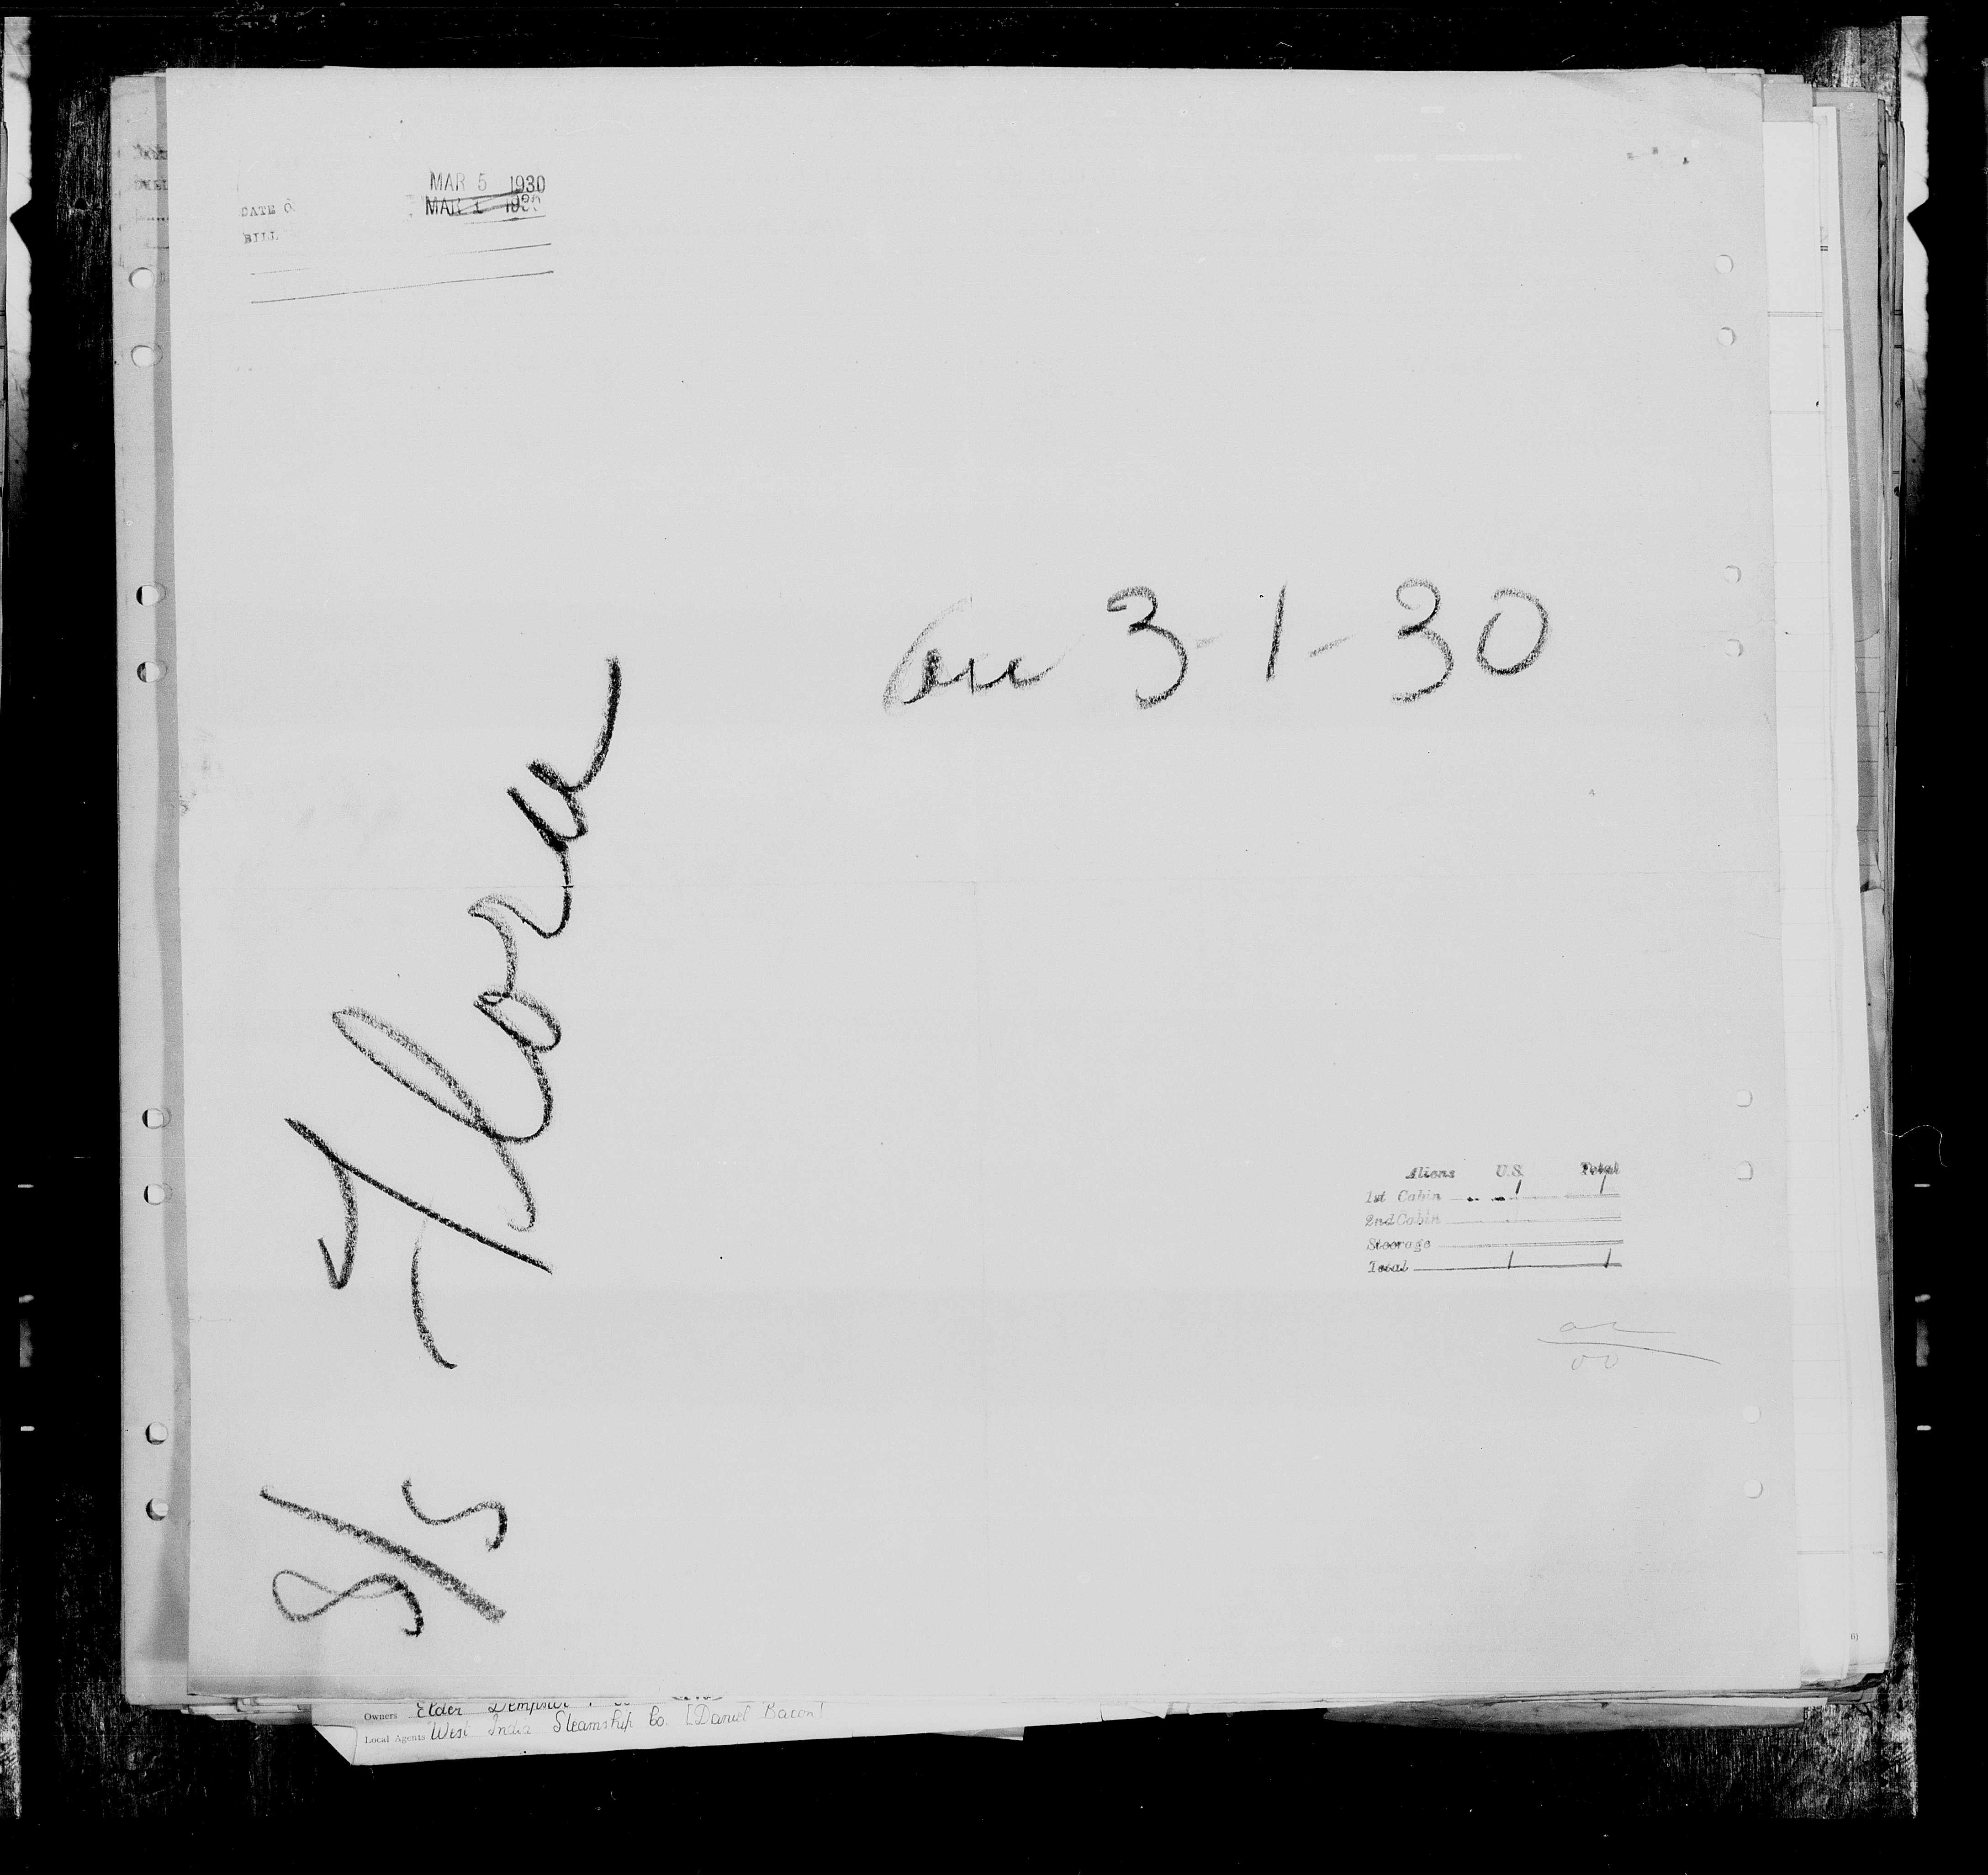 MAR 5 1930
DATE O MAR 1 1930
BILL
3-1-30
S/S Flora
Aliens U.S. Total
1st Cabin 1 1
2nd Cabin
Steerage
Total 1 1
Owners Elder Dempster
Local Agents West India Steamship Co. [Daniel Bacon]
6)